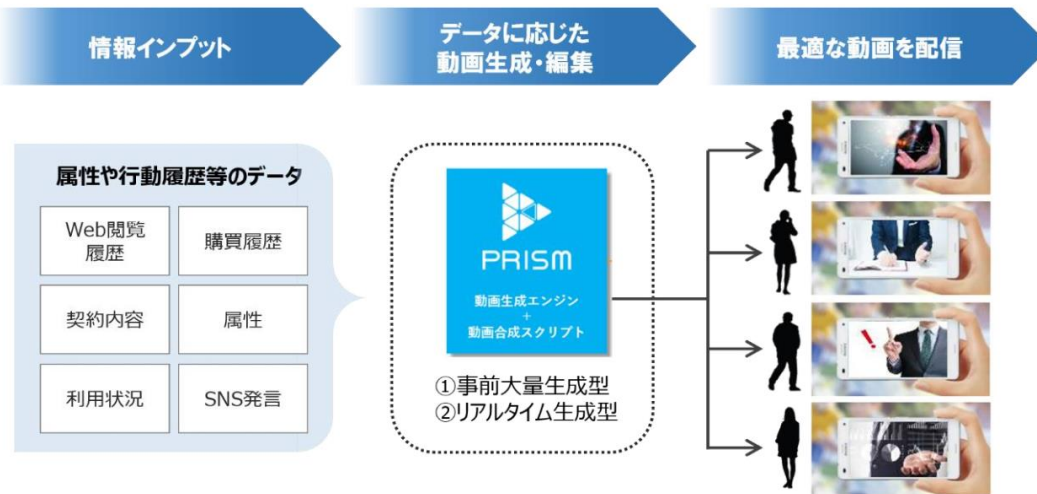 情報インプット
データに応じた
動画生成・編集
最適な動画を配信
属性や行動履歴等のデータ
Web閲覧
履歴
購買履歴
契約内容
属性
利用状況
SNS発言
PRISM
動画生成エンジン
+
動画合成スクリプト
①事前大量生成型
②リアルタイム生成型